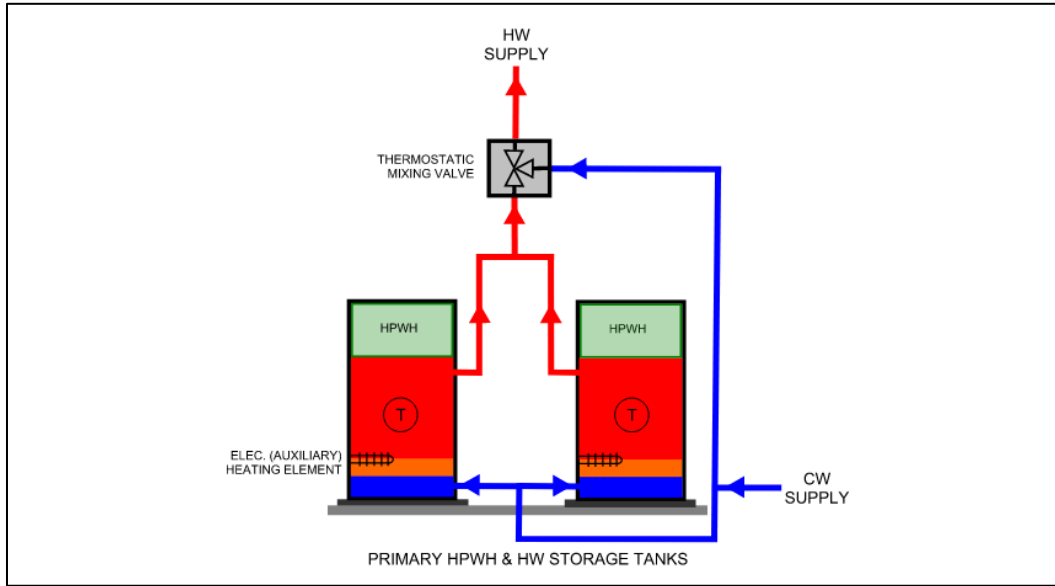 HW
SUPPLY
THERMOSTATIC
MIXING VALVE
HPWH
HPWH
T
T
ELEC. (AUXILIARY)
HEATING ELEMENT
CW
SUPPLY
PRIMARY HPWH & HW STORAGE TANKS